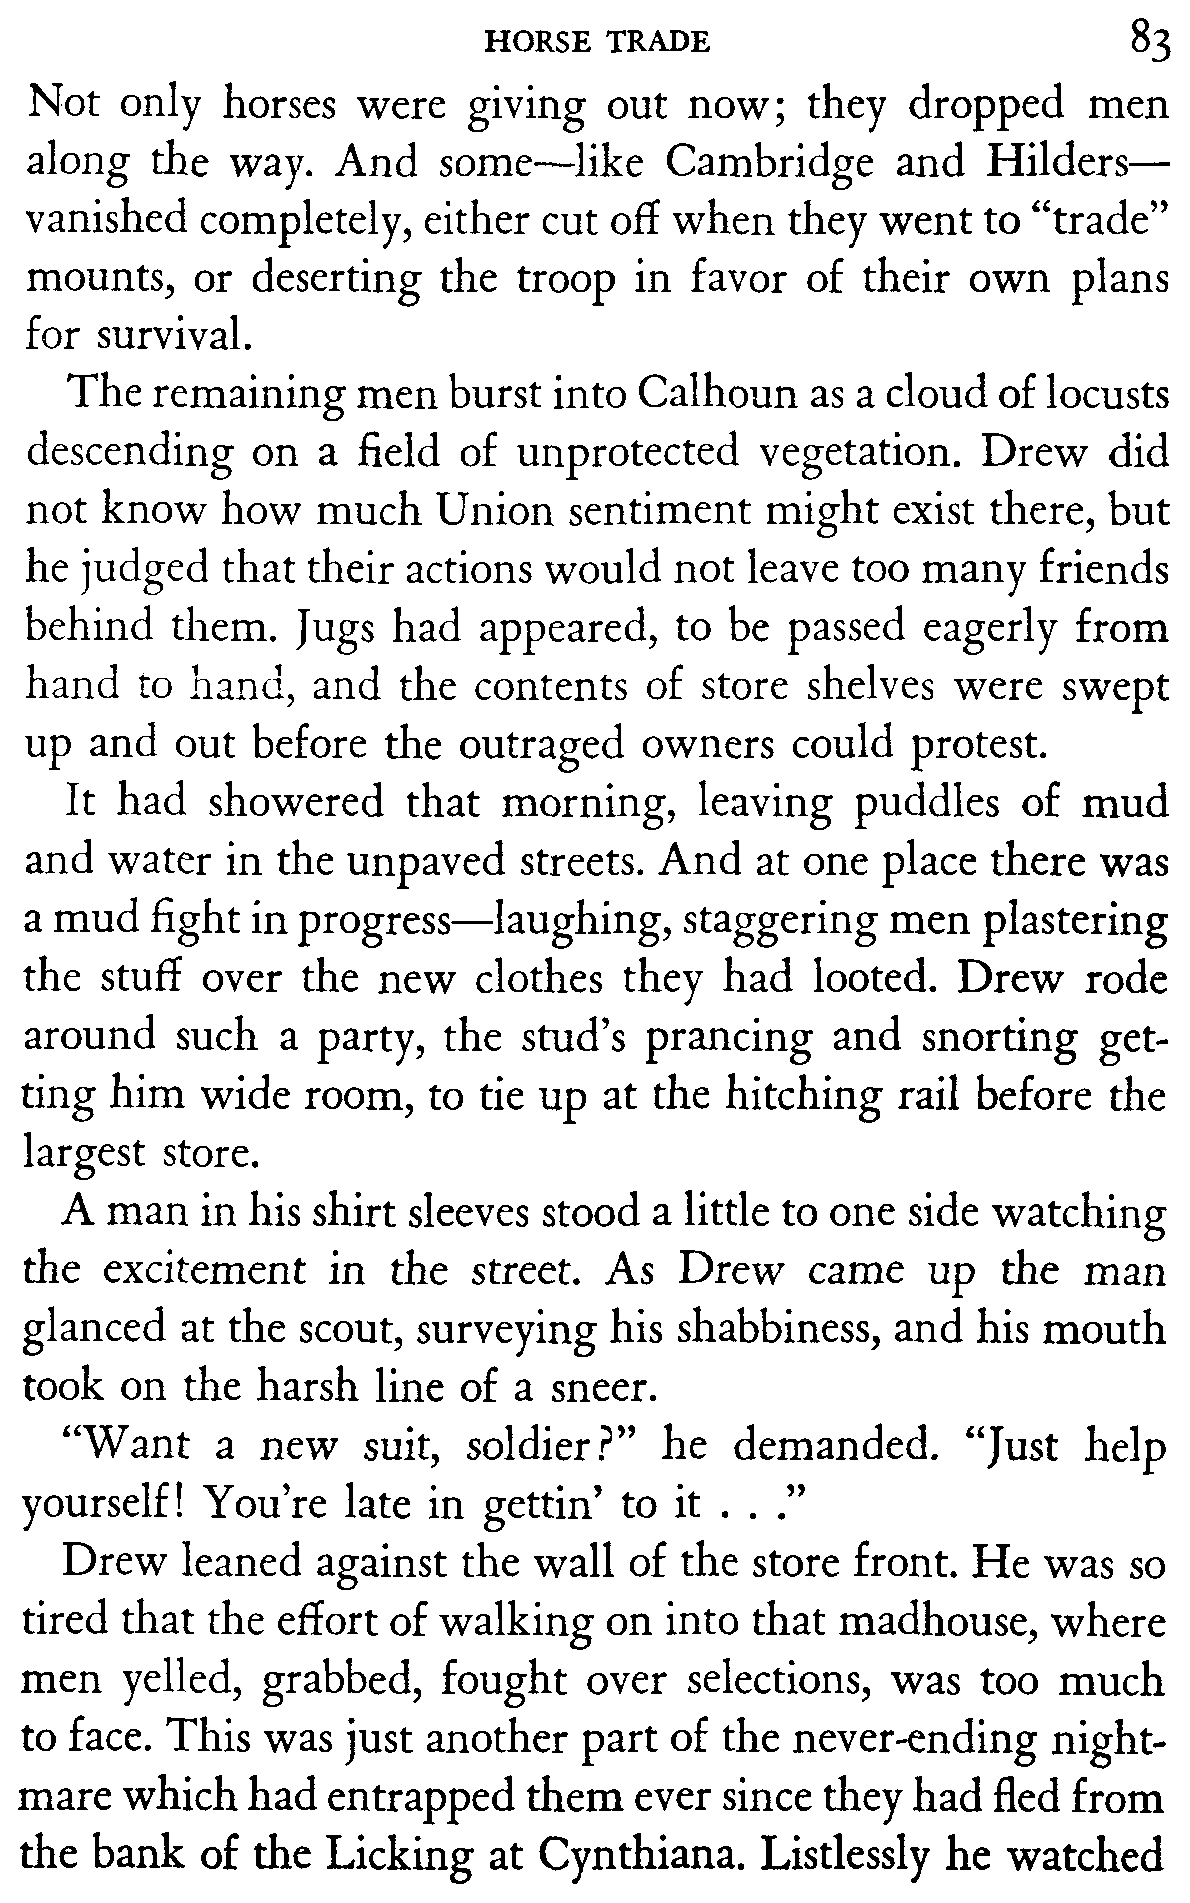 HORSE TRADE 83
Not only horses were giving out now; they dropped men
along the way. And some—like Cambridge and Hilders—
vanished completely, either cut off when they went to “trade”
mounts, or deserting the troop in favor of their own plans
for survival.
The remaining men burst into Calhoun as a cloud of locusts
descending on a field of unprotected vegetation. Drew did
not know how much Union sentiment might exist there, but
he judged that their actions would not leave too many friends
behind them. Jugs had appeared, to be passed eagerly from
hand to hand, and the contents of store shelves were swept
up and out before the outraged owners could protest.
It had showered that morning, leaving puddles of mud
and water in the unpaved streets. And at one place there was
a mud fight in progress—laughing, staggering men plastering
the stuff over the new clothes they had looted. Drew rode
around such a party, the stud’s prancing and snorting get-
ting him wide room, to tie up at the hitching rail before the
largest store.
A man in his shirt sleeves stood a little to one side watching
the excitement in the street. As Drew came up the man
glanced at the scout, surveying his shabbiness, and his mouth
took on the harsh line of a sneer.
“Want a new suit, soldier?” he demanded. “Just help
yourself! You’re late in gettin’ to it . . .”
Drew leaned against the wall of the store front. He was so
tired that the effort of walking on into that madhouse, where
men yelled, grabbed, fought over selections, was too much
to face. This was just another part of the never-ending night-
mare which had entrapped them ever since they had fled from
the bank of the Licking at Cynthiana. Listlessly he watched